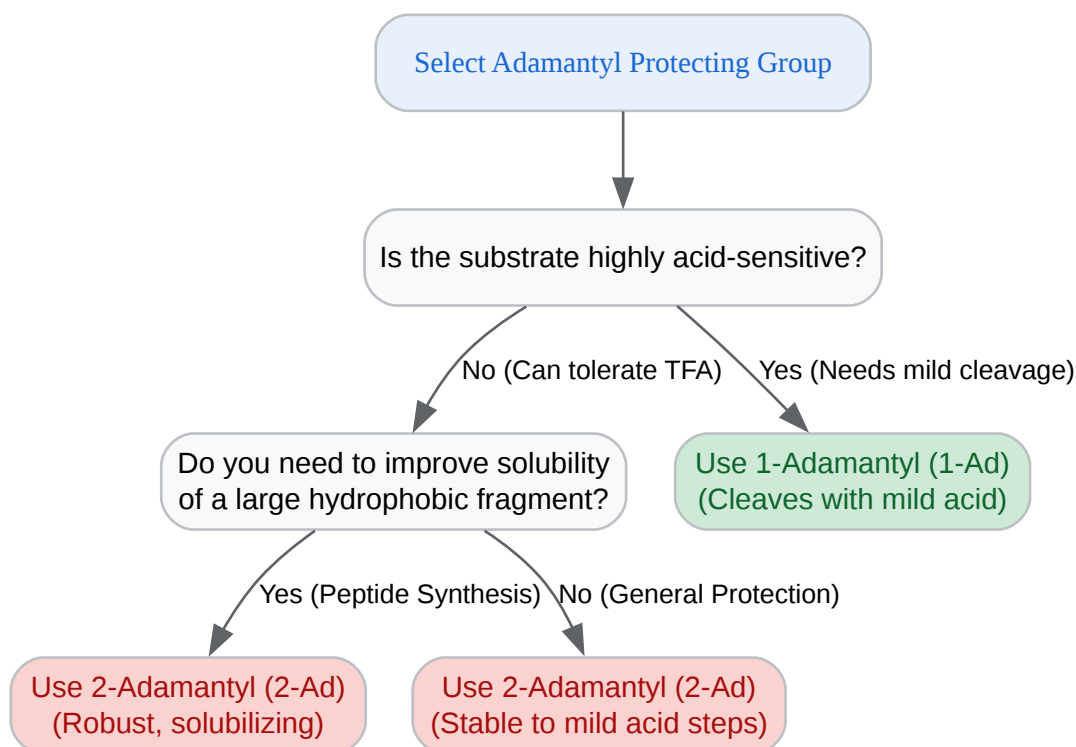 Select Adamantyl Protecting Group
Is the substrate highly acid-sensitive?
No (Can tolerate TFA)
Yes (Needs mild cleavage)
Do you need to improve solubility
of a large hydrophobic fragment?
Use 1-Adamantyl (1-Ad)
(Cleaves with mild acid)
Yes (Peptide Synthesis)
No (General Protection)
Use 2-Adamantyl (2-Ad)
(Robust, solubilizing)
Use 2-Adamantyl (2-Ad)
(Stable to mild acid steps)